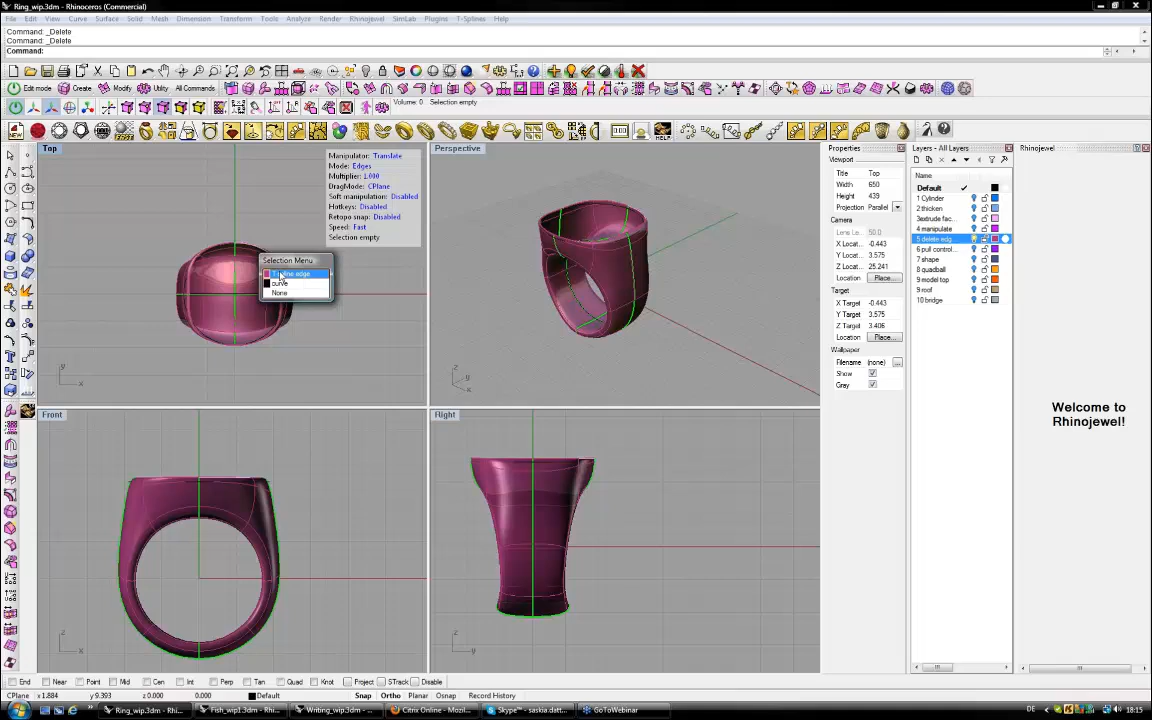 Ring_wip.3dm - Rhinoceros (Commercial)
File Edit View Curve Surface Solid Mesh Dimension Transform Tools Analyze Render Rhinojewel SimLab Plugins T-Splines Help
Command: _Delete
Command: _Delete
Command:
Edit mode Create Modify Utility All Commands
Volume: 0 Selection empty
Top
Manipulator: Translate
Mode: Edges
Multiplier: 1.000
DragMode: CPlane
Soft manipulation: Disabled
Hotkeys: Disabled
Retopo snap: Disabled
Speed: Fast
Selection empty
Selection Menu
edge
curve
None
y
x
Perspective
z
y
x
Front
z
x
Right
z
y
Properties
Viewport
Title Top
Width 650
Height 439
Projection Parallel
Camera
Lens Le... 50.0
X Locat... -0.443
Y Locat... 3.575
Z Locat... 25.241
Location Place...
Target
X Target -0.443
Y Target 3.575
Z Target 3.406
Location Place...
Wallpaper
Filename (none) ...
Show
Gray
Layers - All Layers
Name
Default
1 Cylinder
2 thicken
3extrude fac...
4 manipulate
5 delete edg...
6 pull control...
7 shape
8 quadball
9 model top
9 roof
10 bridge
Rhinojewel
Welcome to
Rhinojewel!
End Near Point Mid Cen Int Perp Tan Quad Knot Project STrack Disable
CPlane x 1.884 y 9.393 z 0.000 0.000 Default Snap Ortho Planar Osnap Record History
Ring_wip.3dm - Rhi... Fish_wip1.3dm - Rhi... Writing_wip.3dm - ... Citrix Online - Mozil... Skype™ - saskia.datt... GoToWebinar DE 18:15